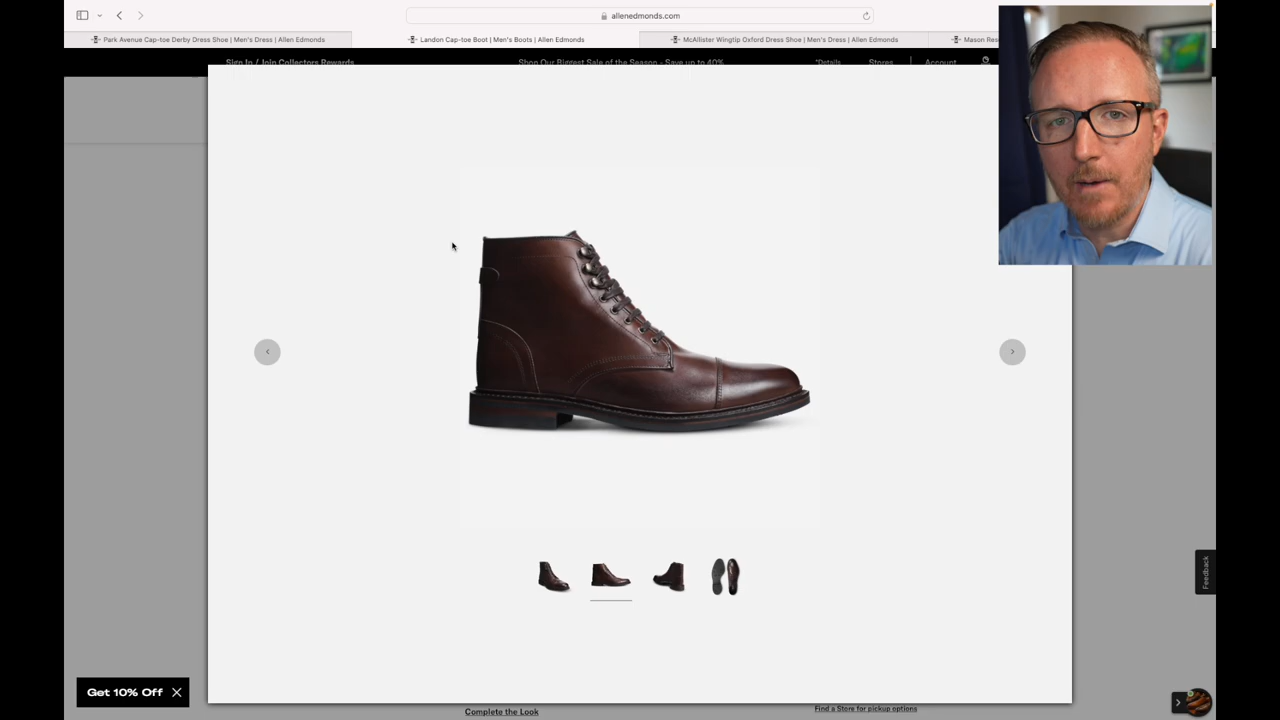 allenedmonds.com
Park Avenue Cap-toe Derby Dress Shoe | Men's Dress | Allen Edmonds
Landon Cap-toe Boot | Men's Boots | Allen Edmonds
McAllister Wingtip Oxford Dress Shoe | Men's Dress | Allen Edmonds
Mason Res
Sign In / Join Collectors Rewards
Shop Our Biggest Sale of the Season - Save up to 40%
*Details
Stores
Account
Feedback
Get 10% Off
Complete the Look
Find a Store for pickup options